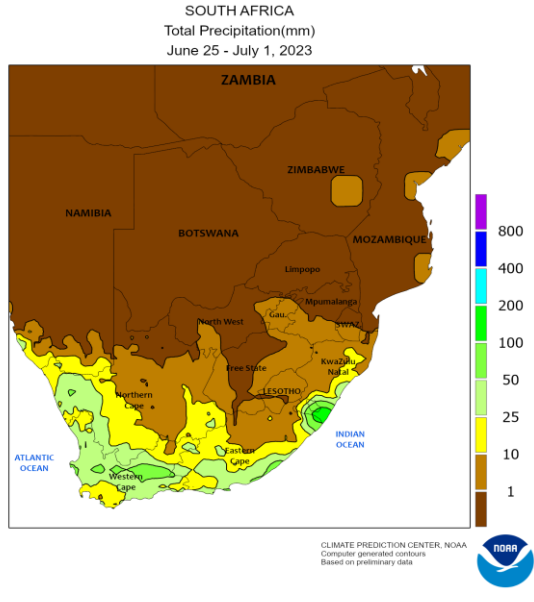 SOUTH AFRICA
Total Precipitation(mm)
June 25 - July 1, 2023
ZAMBIA
ZIMBABWE
NAMIBIA
BOTSWANA
MOZAMBIQUE
Limpopo
Mpumalanga
Gau.
North West
SWAZ.
Free State
KwaZulu
Natal
LESOTHO
Northern
Cape
Eastern
Cape
Western
Cape
ATLANTIC
OCEAN
INDIAN
OCEAN
800
400
200
100
50
25
10
1
CLIMATE PREDICTION CENTER, NOAA
Computer generated contours
Based on preliminary data
NOAA